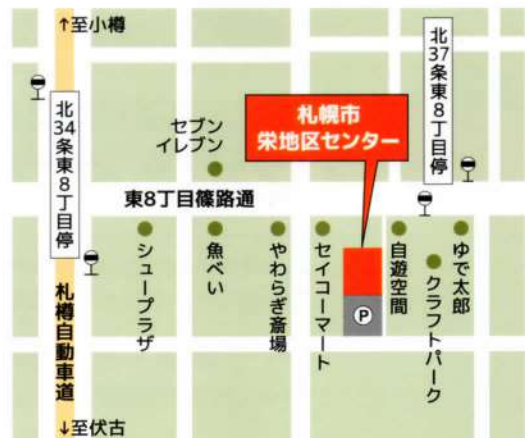 ↑至小樽
北34条東8丁目停
北37条東8丁目停
札幌市
栄地区センター
セブン
イレブン
東8丁目篠路通
シュープラザ
魚べい
やわらぎ斎場
セイコーマート
P
自遊空間
クラフトパーク
ゆで太郎
札樽自動車道
↓至伏古